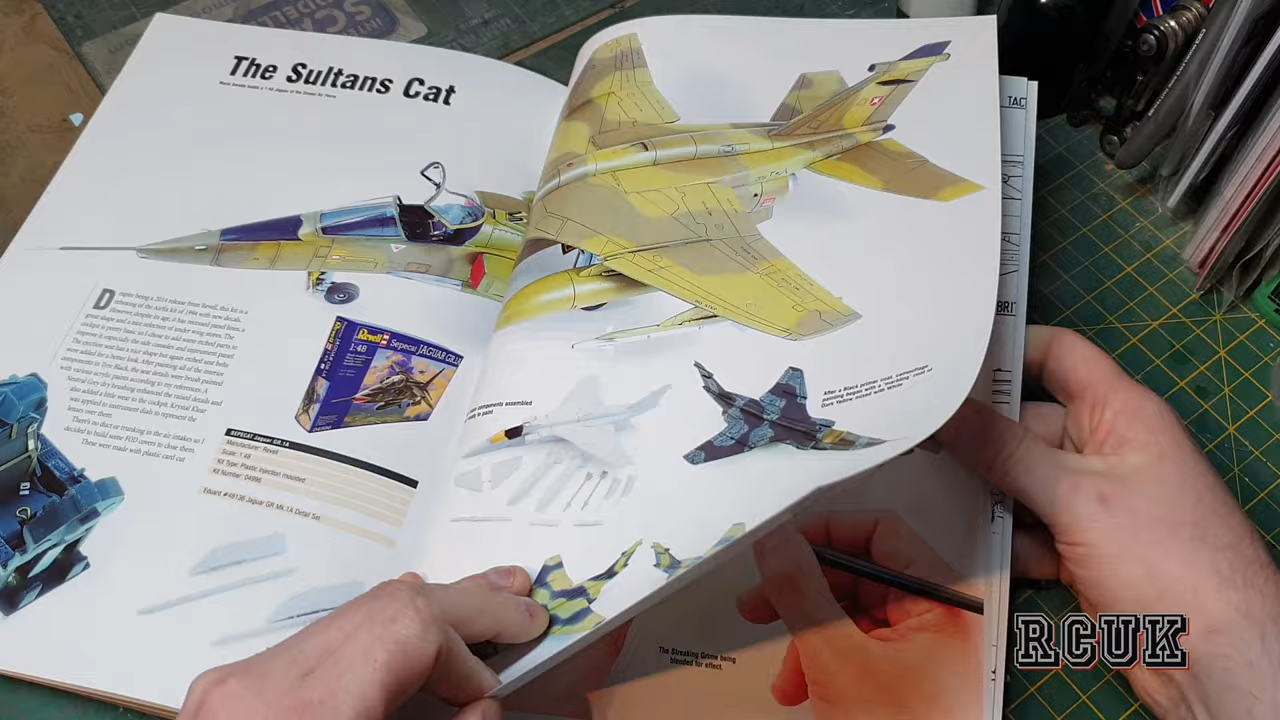 The Sultans Cat
Despite being a 2014 release from Revell, this kit is a
reboxing of the Airfix kit of 1994 with new decals.
However, despite its age, it has recessed panel lines, a
great shape and a nice selection of under wing stores. The
cockpit is pretty basic, so I chose to add some etched parts to
improve it, especially the side consoles and instrument panel.
The ejection seat has a nice shape but again etched seat belts
were added for a better look. After painting all of the interior
components in Tyre Black, the seat details were brush painted
with various acrylic paints according to my references. A
Neutral Grey dry brushing enhanced the raised details and
also added a little wear to the cockpit. Krystal Klear
was applied to instrument dials to represent the
lenses over them.
There's no duct or trunking in the air intakes so I
decided to build some FOD covers to close them.
These were made with plastic card cut
Revell
1:48
Sepecat JAGUAR GR.1A
SEPECAT Jaguar GR.1A
Manufacturer: Revell
Scale: 1:48
Kit Type: Plastic injection moulded
Kit Number: 04996
Eduard #48136 Jaguar GR Mk.1A Detail Set
components assembled
ready to paint
After a Black primer coat, camouflage
painting began with a 'marbling' coat of
Dark Yellow mixed with White
The Streaking Grime being
blended for effect.
TAC
BRIT
RCUK